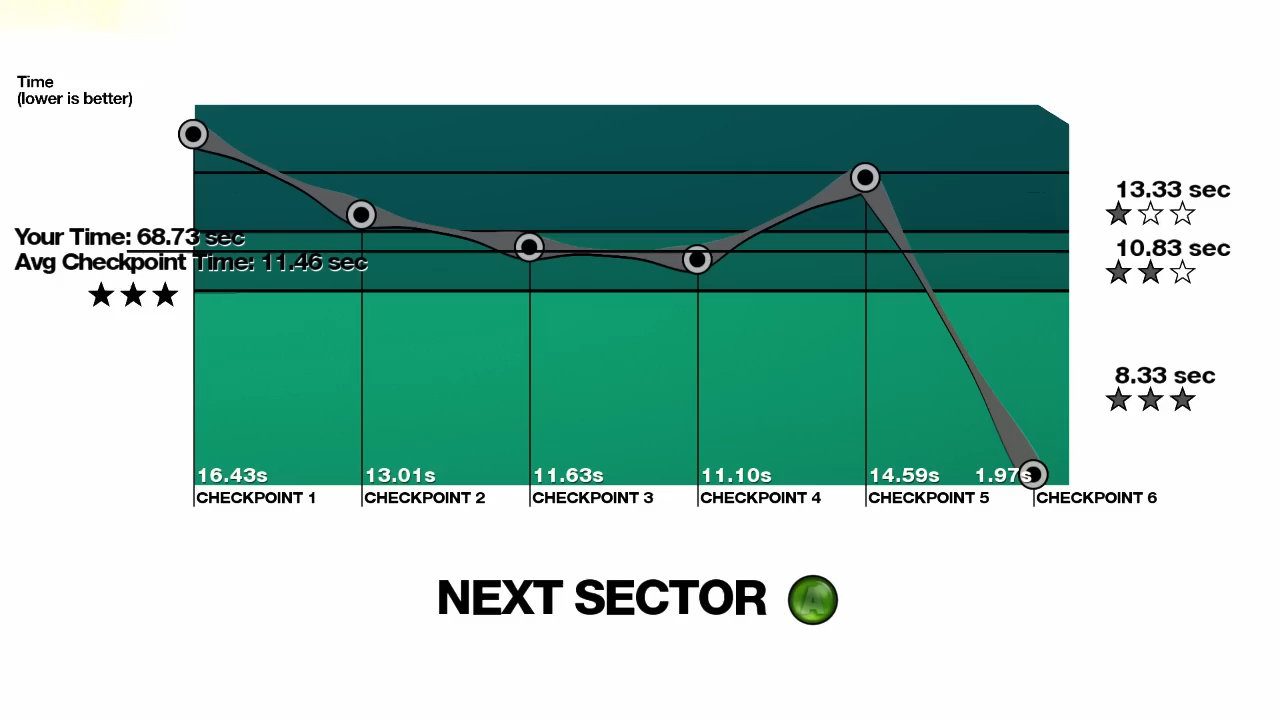 Time
(lower is better)
13.33 sec
Your Time: 68.73 sec
10.83 sec
Avg Checkpoint Time: 11.46 sec
8.33 sec
16.43s 13.01s 11.63s 11.10s 14.59s 1.97s
CHECKPOINT 1 CHECKPOINT 2 CHECKPOINT 3 CHECKPOINT 4 CHECKPOINT 5 CHECKPOINT 6
NEXT SECTOR A